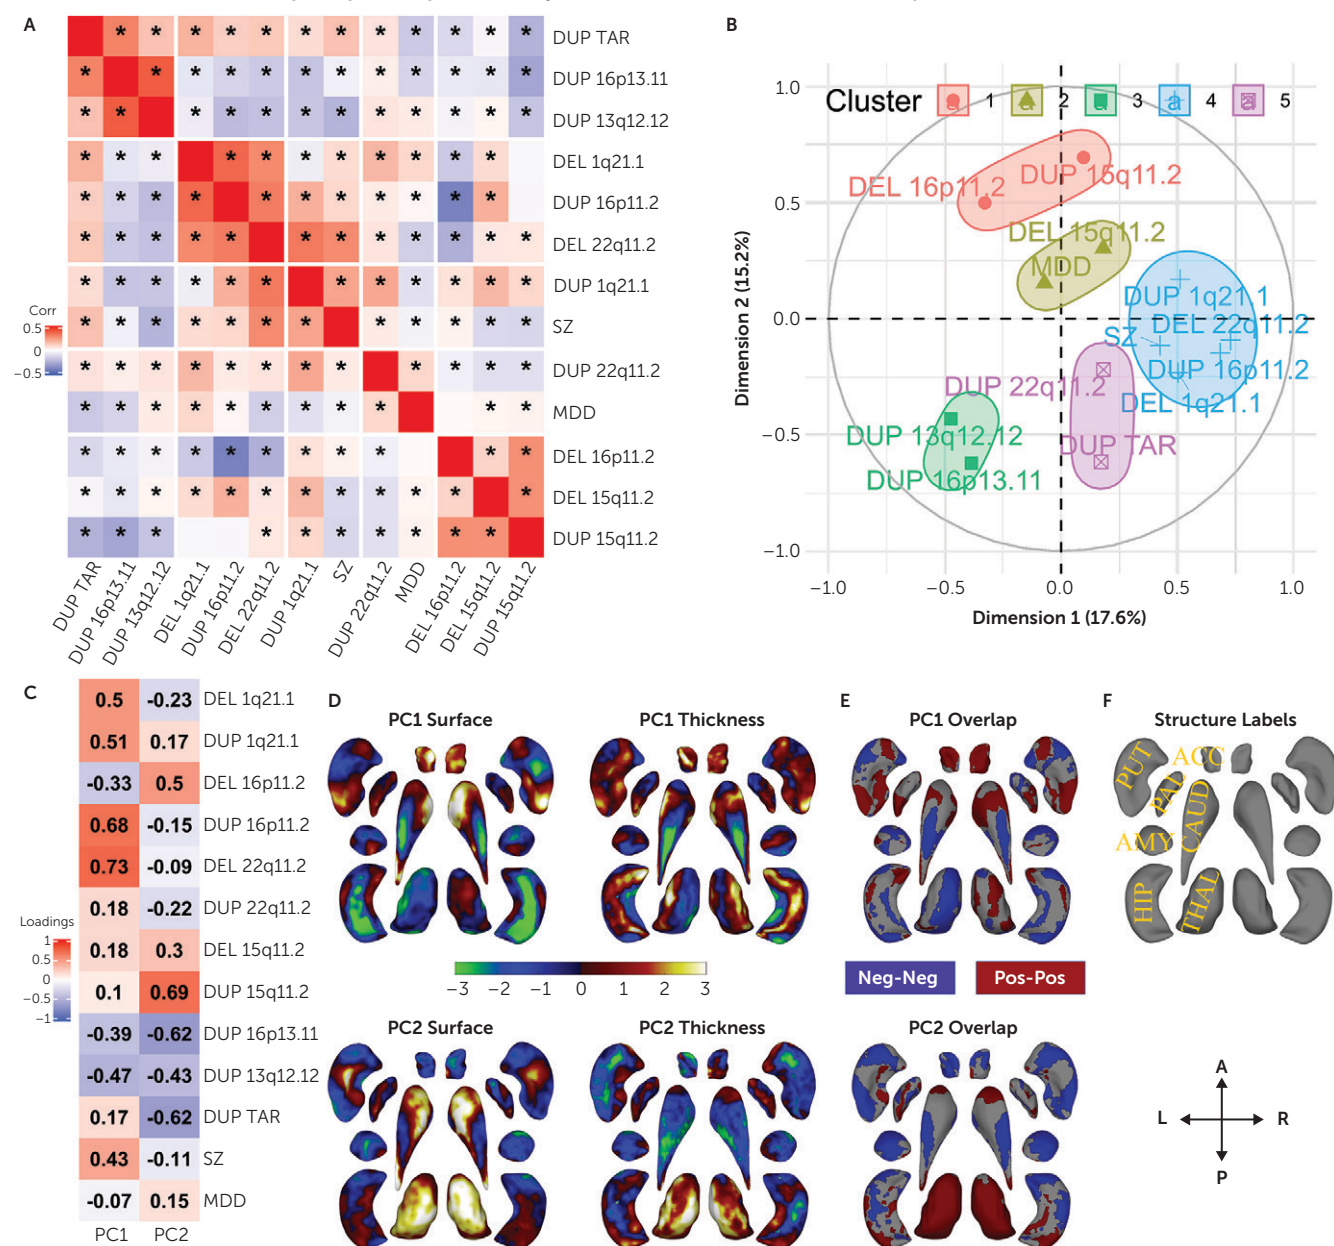 A
DUP TAR
DUP 16p13.11
DUP 13q12.12
DEL 1q21.1
DUP 16p11.2
DEL 22q11.2
DUP 1q21.1
SZ
DUP 22q11.2
MDD
DEL 16p11.2
DEL 15q11.2
DUP 15q11.2
Corr
0.5
0
−0.5
DUP TAR
DUP 16p13.11
DUP 13q12.12
DEL 1q21.1
DUP 16p11.2
DEL 22q11.2
DUP 1q21.1
SZ
DUP 22q11.2
MDD
DEL 16p11.2
DEL 15q11.2
DUP 15q11.2
B
Cluster 1 2 3 4 5
DUP 15q11.2
DEL 16p11.2
DEL 15q11.2
MDD
DUP 1q21.1
SZ DEL 22q11.2
DUP 16p11.2
DEL 1q21.1
DUP 22q11.2
DUP TAR
DUP 13q12.12
DUP 16p13.11
1.0
0.5
0.0
−0.5
−1.0
Dimension 2 (15.2%)
−1.0 −0.5 0.0 0.5 1.0
Dimension 1 (17.6%)
C
0.5 -0.23 DEL 1q21.1
0.51 0.17 DUP 1q21.1
-0.33 0.5 DEL 16p11.2
0.68 -0.15 DUP 16p11.2
0.73 -0.09 DEL 22q11.2
0.18 -0.22 DUP 22q11.2
0.18 0.3 DEL 15q11.2
0.1 0.69 DUP 15q11.2
-0.39 -0.62 DUP 16p13.11
-0.47 -0.43 DUP 13q12.12
0.17 -0.62 DUP TAR
0.43 -0.11 SZ
-0.07 0.15 MDD
PC1 PC2
Loadings
1
0.5
0
−0.5
−1
D
PC1 Surface
PC1 Thickness
−3 −2 −1 0 1 2 3
PC2 Surface
PC2 Thickness
E
PC1 Overlap
Neg-Neg
Pos-Pos
PC2 Overlap
F
Structure Labels
PUT
ACC
PAL
CAUD
AMY
HIP
THAL
A
L R
P